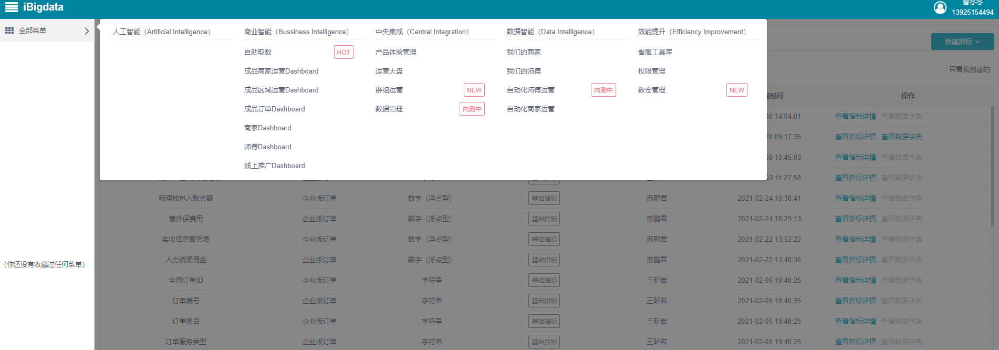 iBigdata
曾冬冬
13925154494
全部菜单
(你还没有收藏过任何菜单)
人工智能（Artificial Intelligence）
商业智能（Bussiness Intelligence）
自助取数 HOT
成品商家运营Dashboard
成品区域运营Dashboard
成品订单Dashboard
商家Dashboard
师傅Dashboard
线上推广Dashboard
中央集成（Central Integration）
产品体验管理
运营大盘
群组运营 NEW
数据治理 内测中
数据智能（Data Intelligence）
我们的商家
我们的师傅
自动化师傅运营 内测中
自动化商家运营
效能提升（Efficiency Improvement）
客服工具库
权限管理
数仓管理 NEW
新建指标
只看我创建的
时间 操作
08 14:04:01 查看指标详情 查看数据字典
28 09:17:35 查看指标详情 查看数据字典
08 10:45:03 查看指标详情 查看数据字典
03 11:27:58 查看指标详情 查看数据字典
师傅钱包入账金额 企业版订单 数字（浮点型） 基础指标 苏鹏君 2021-02-24 18:30:41 查看指标详情 查看数据字典
意外保费用 企业版订单 数字（浮点型） 基础指标 苏鹏君 2021-02-24 18:29:13 查看指标详情 查看数据字典
实收信息服务费 企业版订单 数字（浮点型） 基础指标 苏鹏君 2021-02-22 13:52:22 查看指标详情 查看数据字典
人力资源佣金 企业版订单 数字（浮点型） 基础指标 苏鹏君 2021-02-22 13:40:38 查看指标详情 查看数据字典
全局订单ID 企业版订单 字符串 基础指标 王昕岩 2021-02-05 19:40:25 查看指标详情 查看数据字典
订单编号 企业版订单 字符串 基础指标 王昕岩 2021-02-05 19:40:25 查看指标详情 查看数据字典
订单类目 企业版订单 字符串 基础指标 王昕岩 2021-02-05 19:40:25 查看指标详情 查看数据字典
订单服务类型 企业版订单 字符串 基础指标 王昕岩 2021-02-05 19:40:25 查看指标详情 查看数据字典